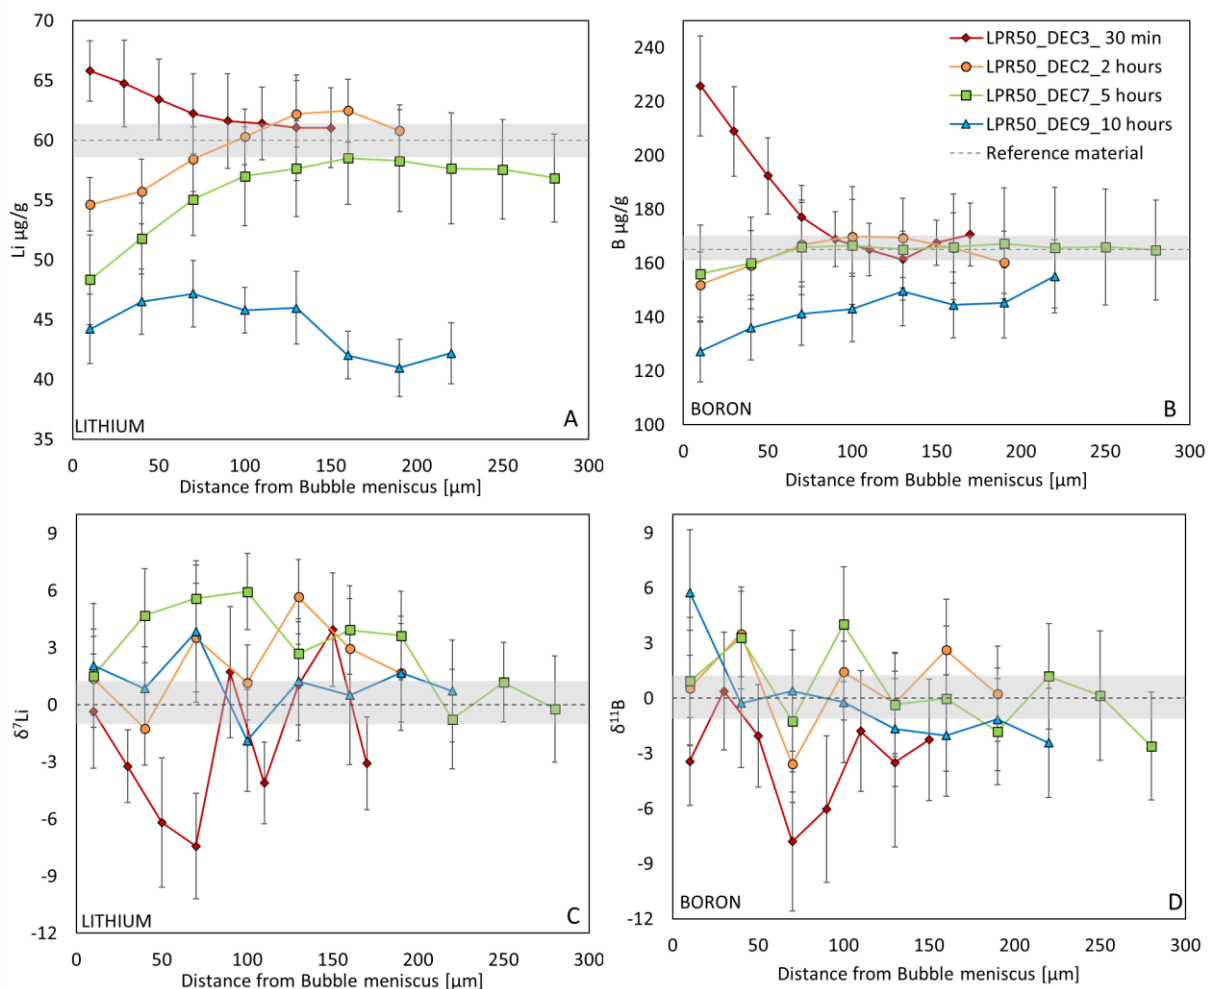 70
65
60
55
50
45
40
35
Li µg/g
LITHIUM
A
0 50 100 150 200 250 300
Distance from Bubble meniscus [µm]
240
220
200
180
160
140
120
100
B µg/g
LPR50_DEC3_ 30 min
LPR50_DEC2_2 hours
LPR50_DEC7_5 hours
LPR50_DEC9_10 hours
Reference material
BORON
B
0 50 100 150 200 250 300
Distance from Bubble meniscus [µm]
9
6
3
0
-3
-6
-9
-12
δ⁷Li
LITHIUM
C
0 50 100 150 200 250 300
Distance from Bubble meniscus [µm]
9
6
3
0
-3
-6
-9
-12
δ¹¹B
BORON
D
0 50 100 150 200 250 300
Distance from Bubble meniscus [µm]